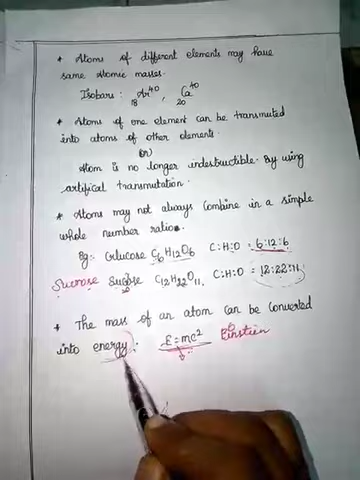 * Atoms of different elements may have
same atomic masses.
Isobars: ₁₈Ar⁴⁰, ₂₀Ca⁴⁰
* Atoms of one element can be transmuted
into atoms of other elements.
(or)
Atom is no longer indestructible. By using
artifical transmutation.
* Atoms may not always combine in a simple
whole number ratio.
Eg: Glucose C₆H₁₂O₆ C:H:O = 6:12:6
Sucrose Sucose C₁₂H₂₂O₁₁, C:H:O = 12:22:11
* The mass of an atom can be converted
into energy: E=mc² Einstein